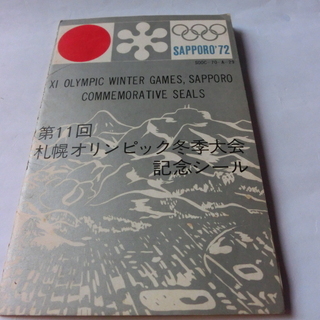 SAPPORO'72
XI OLYMPIC WINTER GAMES, SAPPORO
COMMEMORATIVE SEALS
第11回
札幌オリンピック冬季大会
記念シール